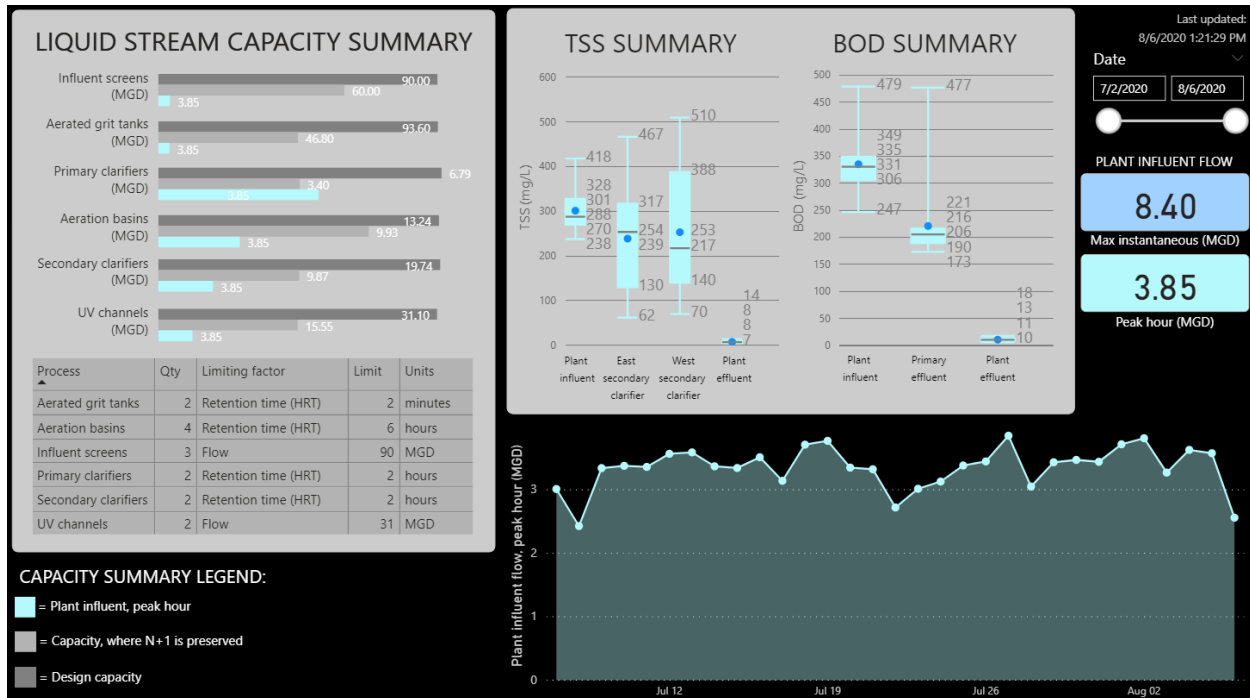 LIQUID STREAM CAPACITY SUMMARY
Influent screens
(MGD)
90.00
60.00
3.85
Aerated grit tanks
(MGD)
93.60
46.80
3.85
Primary clarifiers
(MGD)
6.79
3.40
3.85
Aeration basins
(MGD)
13.24
9.93
3.85
Secondary clarifiers
(MGD)
19.74
9.87
3.85
UV channels
(MGD)
31.10
15.55
3.85
Process Qty Limiting factor Limit Units
Aerated grit tanks 2 Retention time (HRT) 2 minutes
Aeration basins 4 Retention time (HRT) 6 hours
Influent screens 3 Flow 90 MGD
Primary clarifiers 2 Retention time (HRT) 2 hours
Secondary clarifiers 2 Retention time (HRT) 2 hours
UV channels 2 Flow 31 MGD
CAPACITY SUMMARY LEGEND:
= Plant influent, peak hour
= Capacity, where N+1 is preserved
= Design capacity
TSS SUMMARY
TSS (mg/L)
600
500
400
300
200
100
0
418
328
301
288
270
238
467
317
254
239
130
62
510
388
253
217
140
70
14
8
8
7
Plant
influent
East
secondary
clarifier
West
secondary
clarifier
Plant
effluent
BOD SUMMARY
BOD (mg/L)
500
450
400
350
300
250
200
150
100
50
0
479
349
335
331
306
247
477
221
216
206
190
173
18
13
11
10
Plant
influent
Primary
effluent
Plant
effluent
Last updated:
8/6/2020 1:21:29 PM
Date
7/2/2020 8/6/2020
PLANT INFLUENT FLOW
8.40
Max instantaneous (MGD)
3.85
Peak hour (MGD)
Plant influent flow, peak hour (MGD)
3
2
1
0
Jul 12 Jul 19 Jul 26 Aug 02